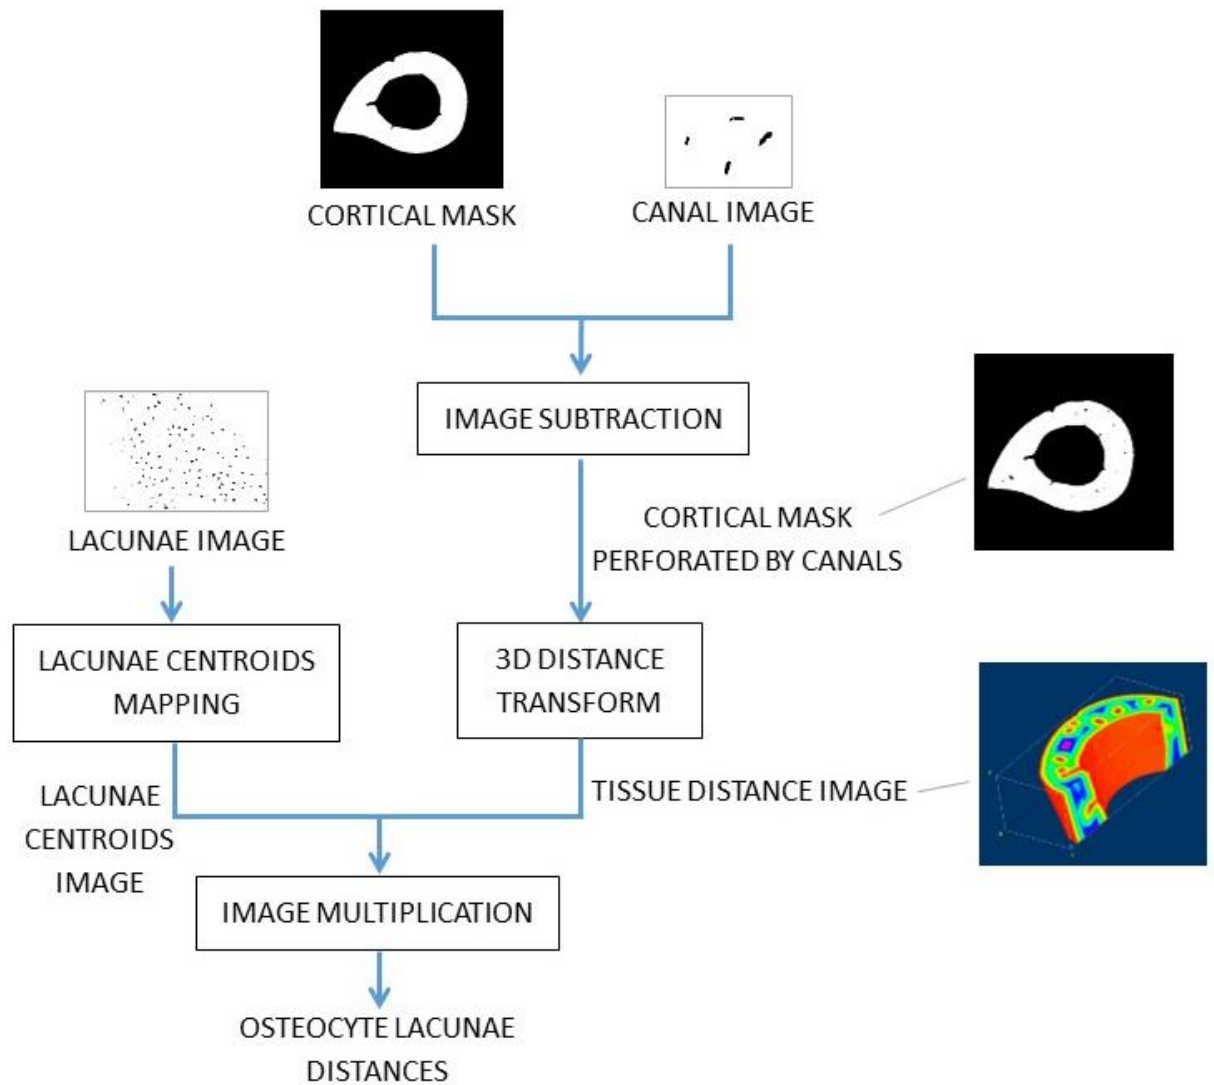 CORTICAL MASK
CANAL IMAGE
IMAGE SUBTRACTION
LACUNAE IMAGE
CORTICAL MASK
PERFORATED BY CANALS
LACUNAE CENTROIDS
MAPPING
3D DISTANCE
TRANSFORM
LACUNAE
CENTROIDS
IMAGE
TISSUE DISTANCE IMAGE
IMAGE MULTIPLICATION
OSTEOCYTE LACUNAE
DISTANCES